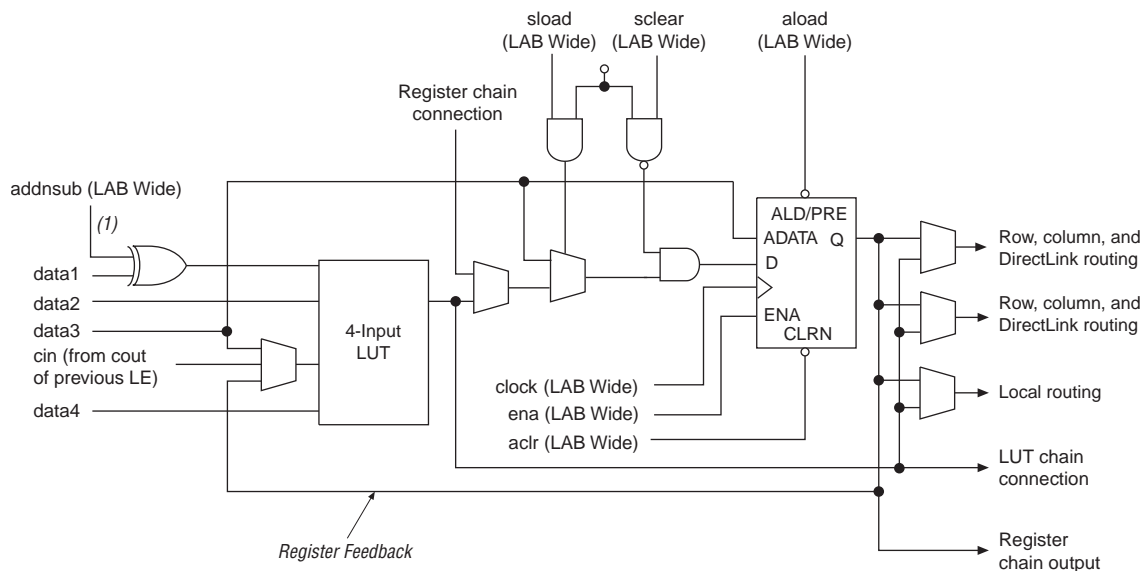 sload
(LAB Wide)
sclear
(LAB Wide)
aload
(LAB Wide)
Register chain
connection
addnsub (LAB Wide)
(1)
data1
data2
data3
cin (from cout
of previous LE)
data4
4-Input
LUT
ALD/PRE
ADATA Q
D
ENA
CLRN
clock (LAB Wide)
ena (LAB Wide)
aclr (LAB Wide)
Row, column, and
DirectLink routing
Row, column, and
DirectLink routing
Local routing
LUT chain
connection
Register
chain output
Register Feedback